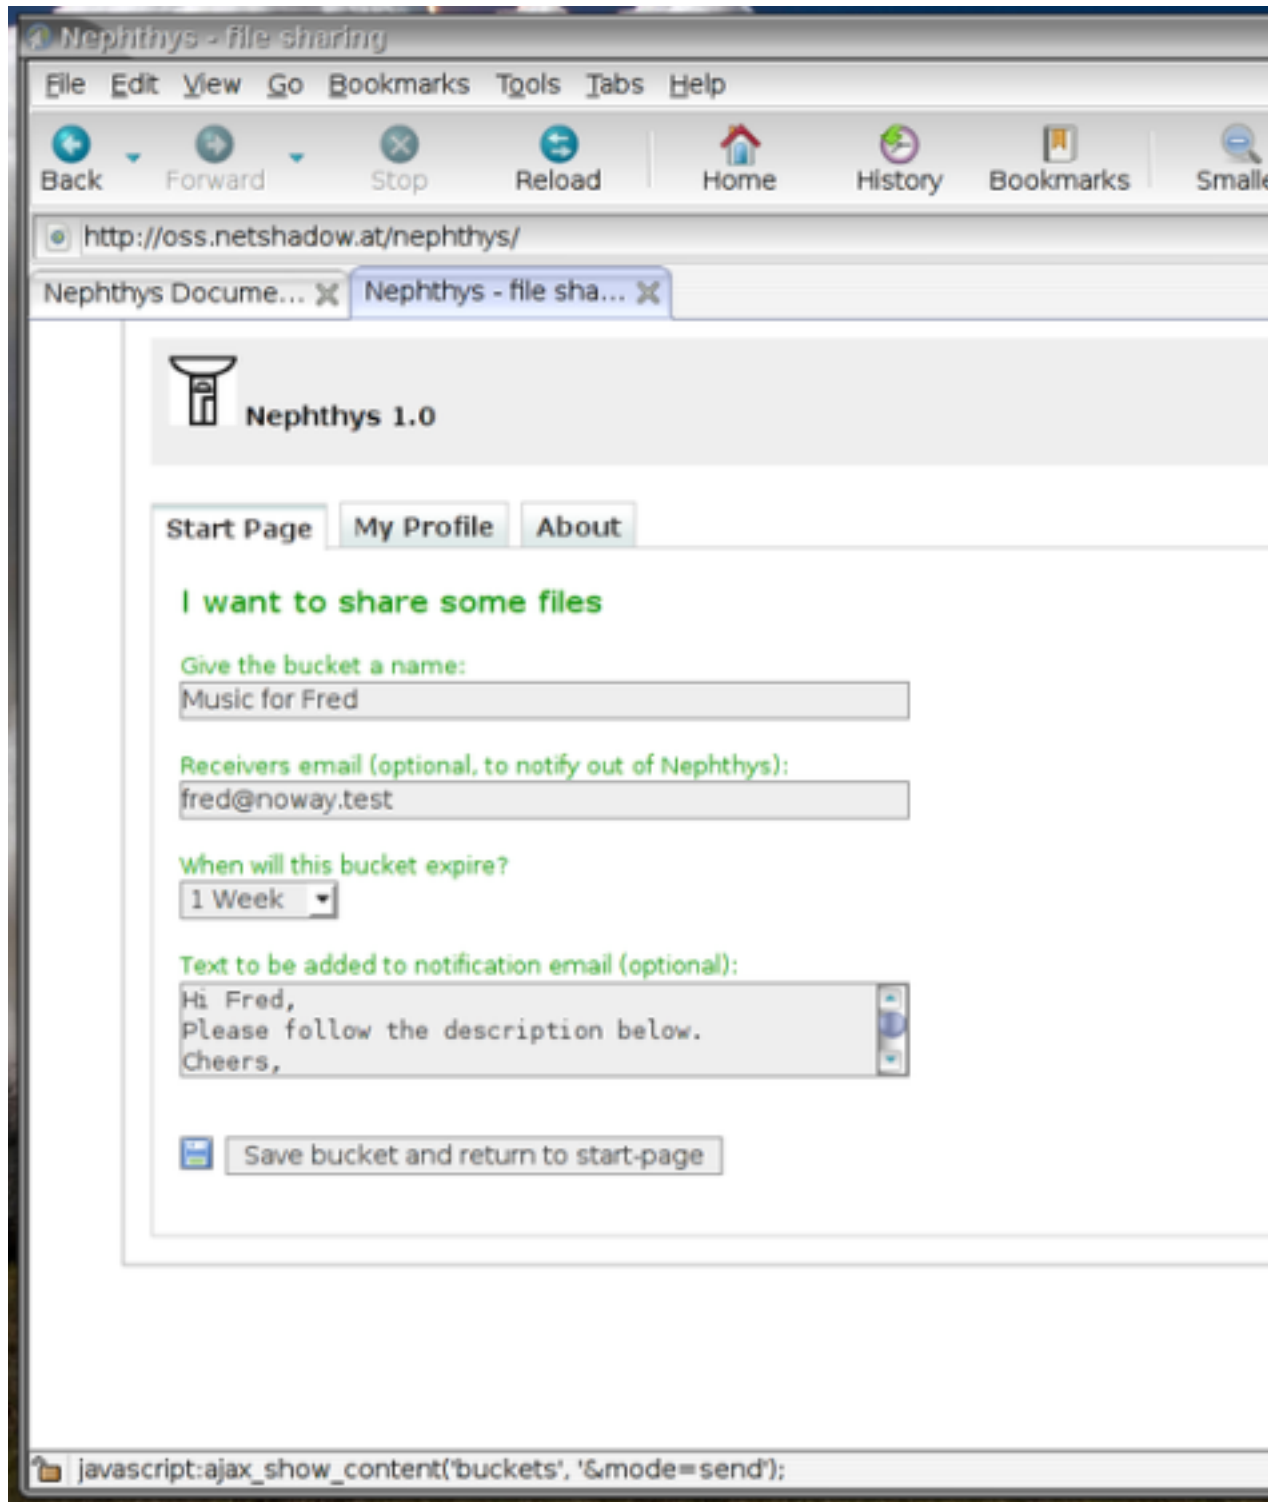 Nephthys - file sharing
File Edit View Go Bookmarks Tools Tabs Help
Back Forward Stop Reload Home History Bookmarks Smalle
http://oss.netshadow.at/nephthys/
Nephthys Docume... Nephthys - file sha...
Nephthys 1.0
Start Page My Profile About
I want to share some files
Give the bucket a name:
Music for Fred
Receivers email (optional, to notify out of Nephthys):
fred@noway.test
When will this bucket expire?
1 Week
Text to be added to notification email (optional):
Hi Fred,
Please follow the description below.
Cheers,
Save bucket and return to start-page
javascript:ajax_show_content('buckets', '&mode=send');